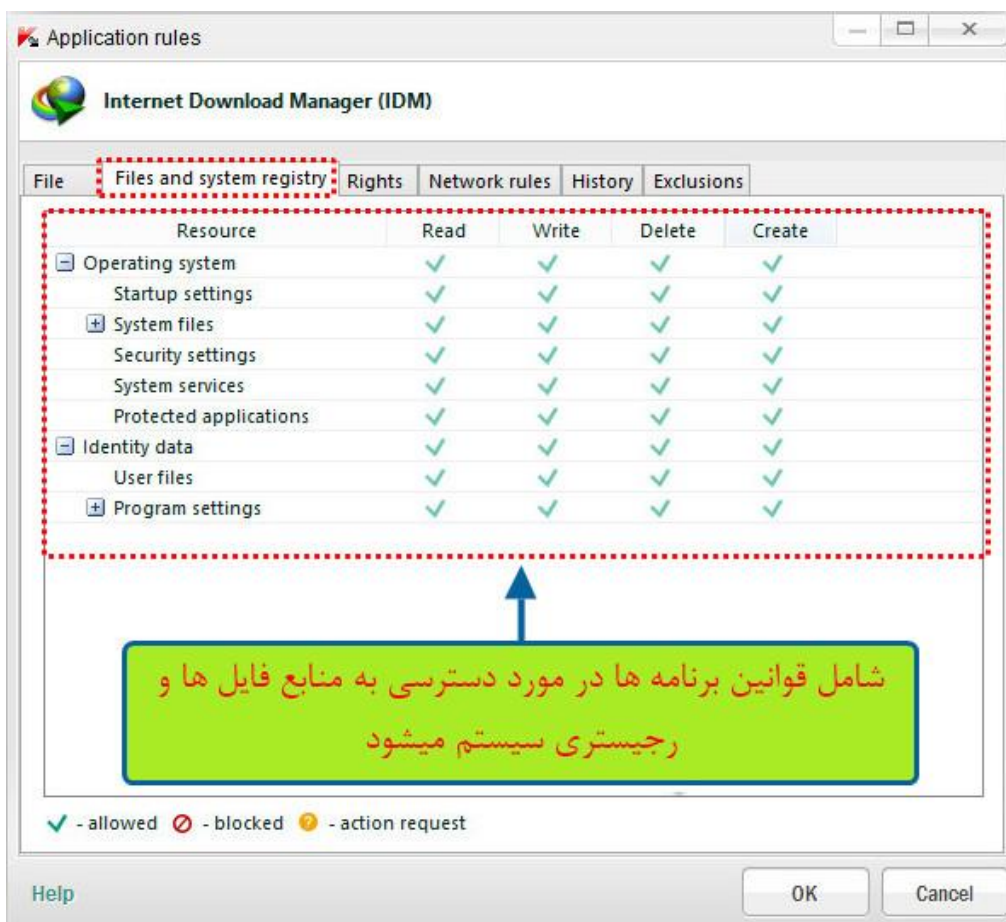 Application rules
Internet Download Manager (IDM)
File Files and system registry Rights Network rules History Exclusions
Resource Read Write Delete Create
Operating system
Startup settings
System files
Security settings
System services
Protected applications
Identity data
User files
Program settings
شامل قوانین برنامه ها در مورد دسترسی به منابع فایل ها و
رجیستری سیستم میشود
- allowed - blocked ? - action request
Help OK Cancel